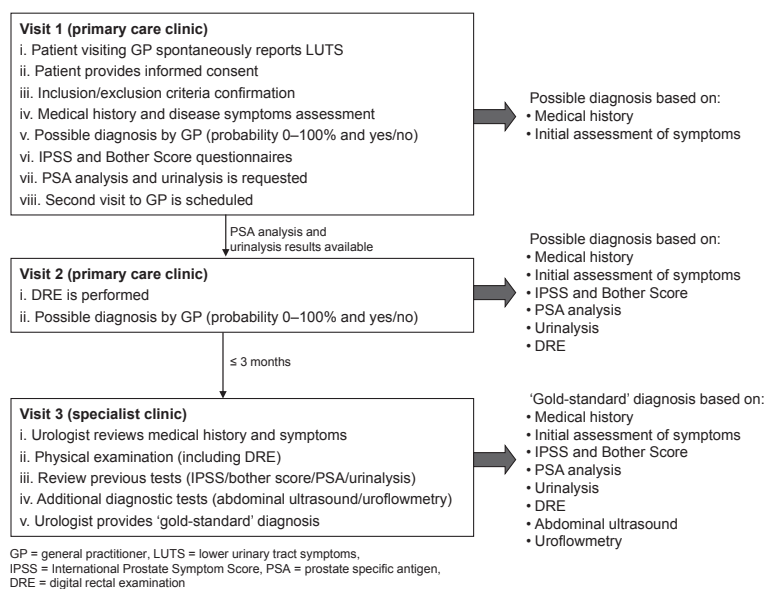 Visit 1 (primary care clinic)
i. Patient visiting GP spontaneously reports LUTS
ii. Patient provides informed consent
iii. Inclusion/exclusion criteria confirmation
iv. Medical history and disease symptoms assessment
v. Possible diagnosis by GP (probability 0–100% and yes/no)
vi. IPSS and Bother Score questionnaires
vii. PSA analysis and urinalysis is requested
viii. Second visit to GP is scheduled
Possible diagnosis based on:
• Medical history
• Initial assessment of symptoms
PSA analysis and
urinalysis results available
Visit 2 (primary care clinic)
i. DRE is performed
ii. Possible diagnosis by GP (probability 0–100% and yes/no)
Possible diagnosis based on:
• Medical history
• Initial assessment of symptoms
• IPSS and Bother Score
• PSA analysis
• Urinalysis
• DRE
≤ 3 months
Visit 3 (specialist clinic)
i. Urologist reviews medical history and symptoms
ii. Physical examination (including DRE)
iii. Review previous tests (IPSS/bother score/PSA/urinalysis)
iv. Additional diagnostic tests (abdominal ultrasound/uroflowmetry)
v. Urologist provides ‘gold-standard’ diagnosis
‘Gold-standard’ diagnosis based on:
• Medical history
• Initial assessment of symptoms
• IPSS and Bother Score
• PSA analysis
• Urinalysis
• DRE
• Abdominal ultrasound
• Uroflowmetry
GP = general practitioner, LUTS = lower urinary tract symptoms,
IPSS = International Prostate Symptom Score, PSA = prostate specific antigen,
DRE = digital rectal examination